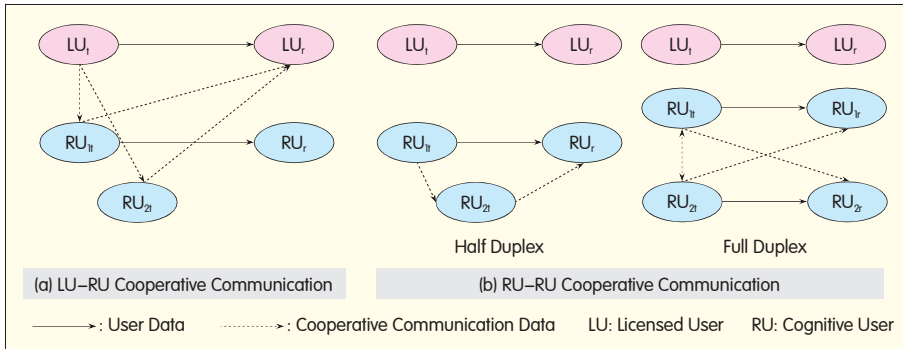 LUt LUr LUt LUr LUt LUr
RU1t RU1r
RU1t RUr RU1t RUr
RU2t RU2t RU2t RU2r
Half Duplex Full Duplex
(a) LU–RU Cooperative Communication (b) RU–RU Cooperative Communication
: User Data : Cooperative Communication Data LU: Licensed User RU: Cognitive User